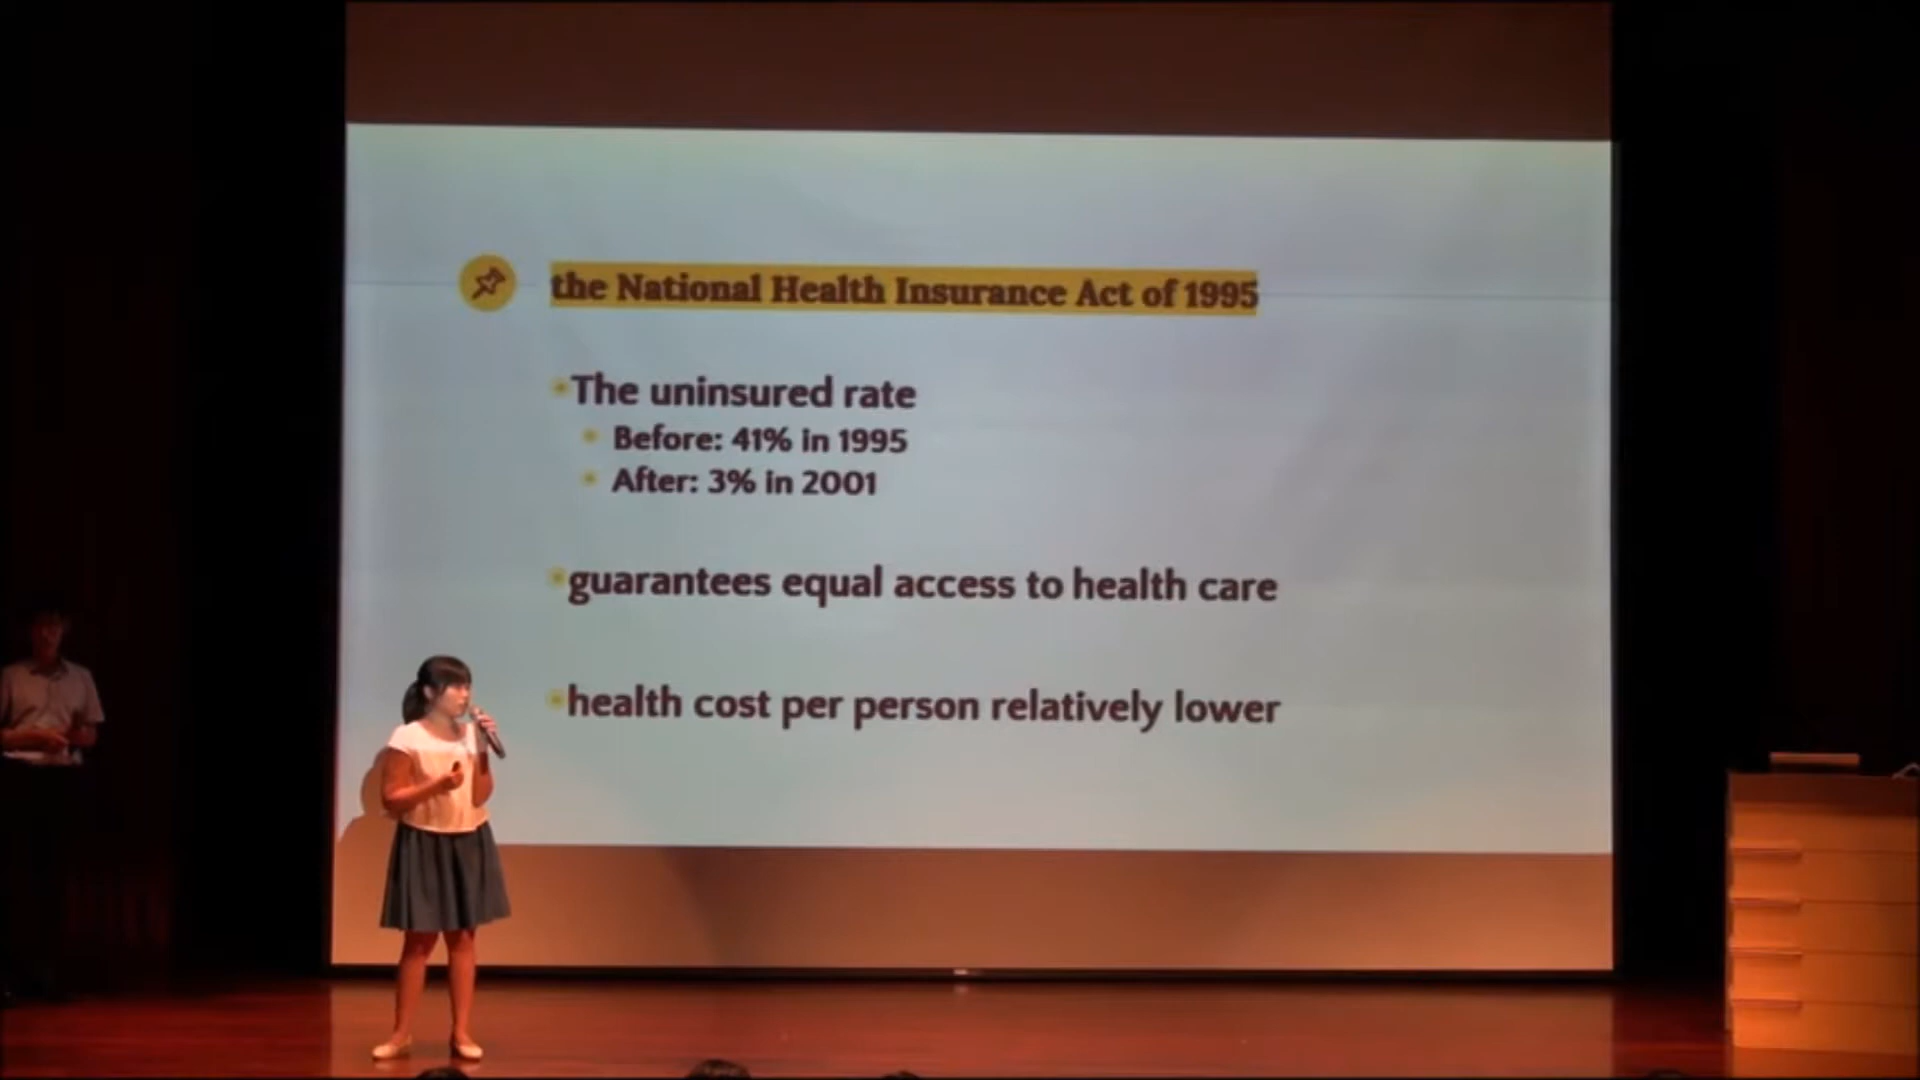 the National Health Insurance Act of 1995
The uninsured rate
Before: 41% in 1995
After: 3% in 2001
guarantees equal access to health care
health cost per person relatively lower